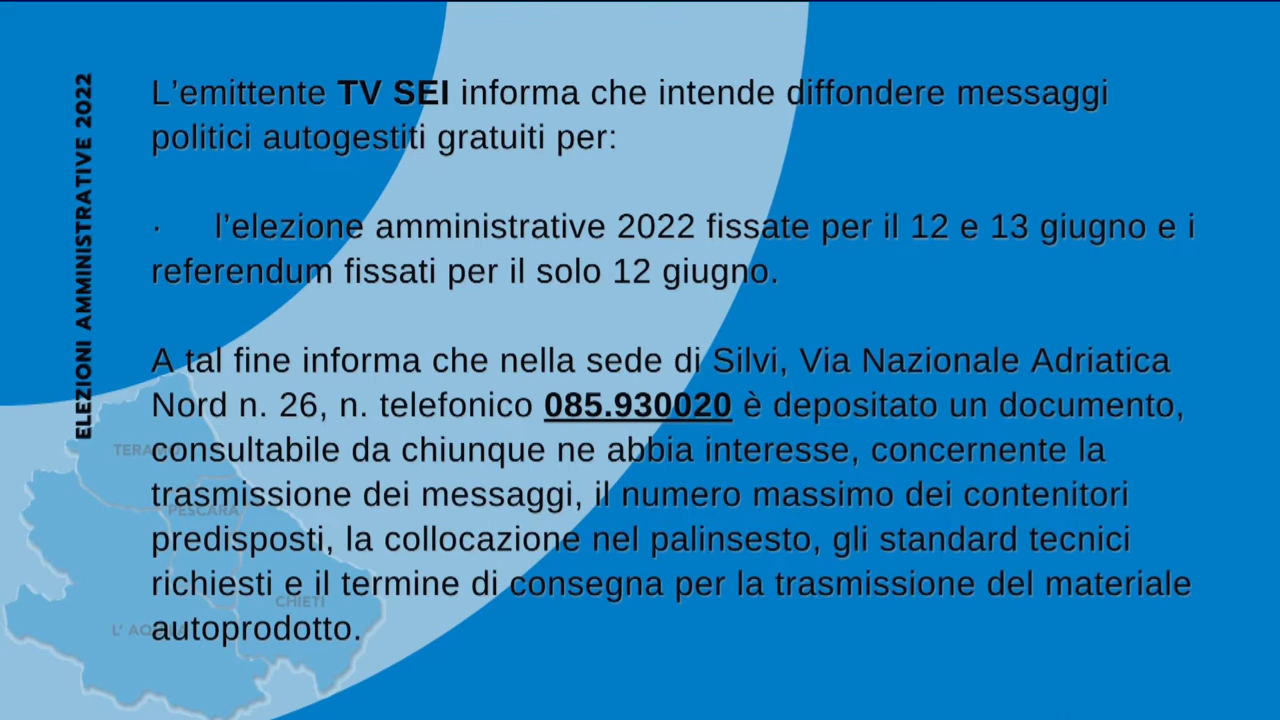 ELEZIONI AMMINISTRATIVE 2022
L’emittente TV SEI informa che intende diffondere messaggi
politici autogestiti gratuiti per:
· l’elezione amministrative 2022 fissate per il 12 e 13 giugno e i
referendum fissati per il solo 12 giugno.
A tal fine informa che nella sede di Silvi, Via Nazionale Adriatica
Nord n. 26, n. telefonico 085.930020 è depositato un documento,
consultabile da chiunque ne abbia interesse, concernente la
trasmissione dei messaggi, il numero massimo dei contenitori
predisposti, la collocazione nel palinsesto, gli standard tecnici
richiesti e il termine di consegna per la trasmissione del materiale
autoprodotto.
PESCARA
CHIETI